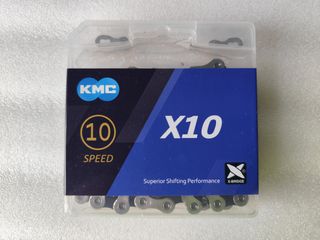 KMC
10
SPEED
X10
Superior Shifting Performance
X-BRIDGE